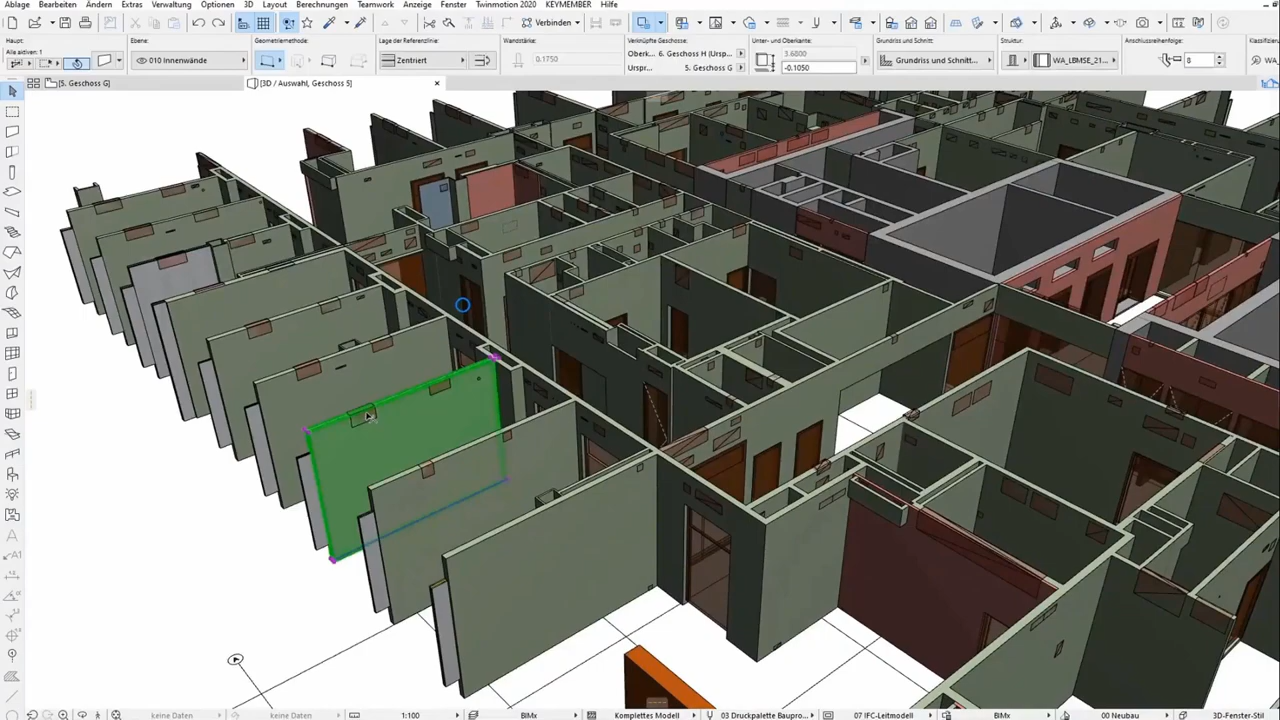 Ablage Bearbeiten Ansicht Extras Verwaltung Optionen 3D Layout Berechnungen Teamwork Anzeige Fenster Twinmotion 2020 KEYMEMBER Hilfe
Verbinden
Haupt: Ebene: Geometriemethode: Lage der Referenzlinie: Wandstärke: Verknüpfte Geschosse: Unter- und Oberkante: Grundriss und Schnitt: Struktur: Anschlussreihenfolge:
Alle aktiven: 1
Oberk... 6. Geschoss H (Ursp... 3.6800
010 Innenwände Zentriert 0.1750 Grundriss und Schnitt... WA_LBMSE_21... 8 WA_
Urspr... 5. Geschoss G -0.1050
[5. Geschoss G] [3D / Auswahl, Geschoss 5]
keine Daten keine Daten 1:100 BIMx Komplettes Modell 03 Druckpalette Baupro... 07 IFC-Leitmodell BIMx 00 Neubau 3D-Fenster-Stil